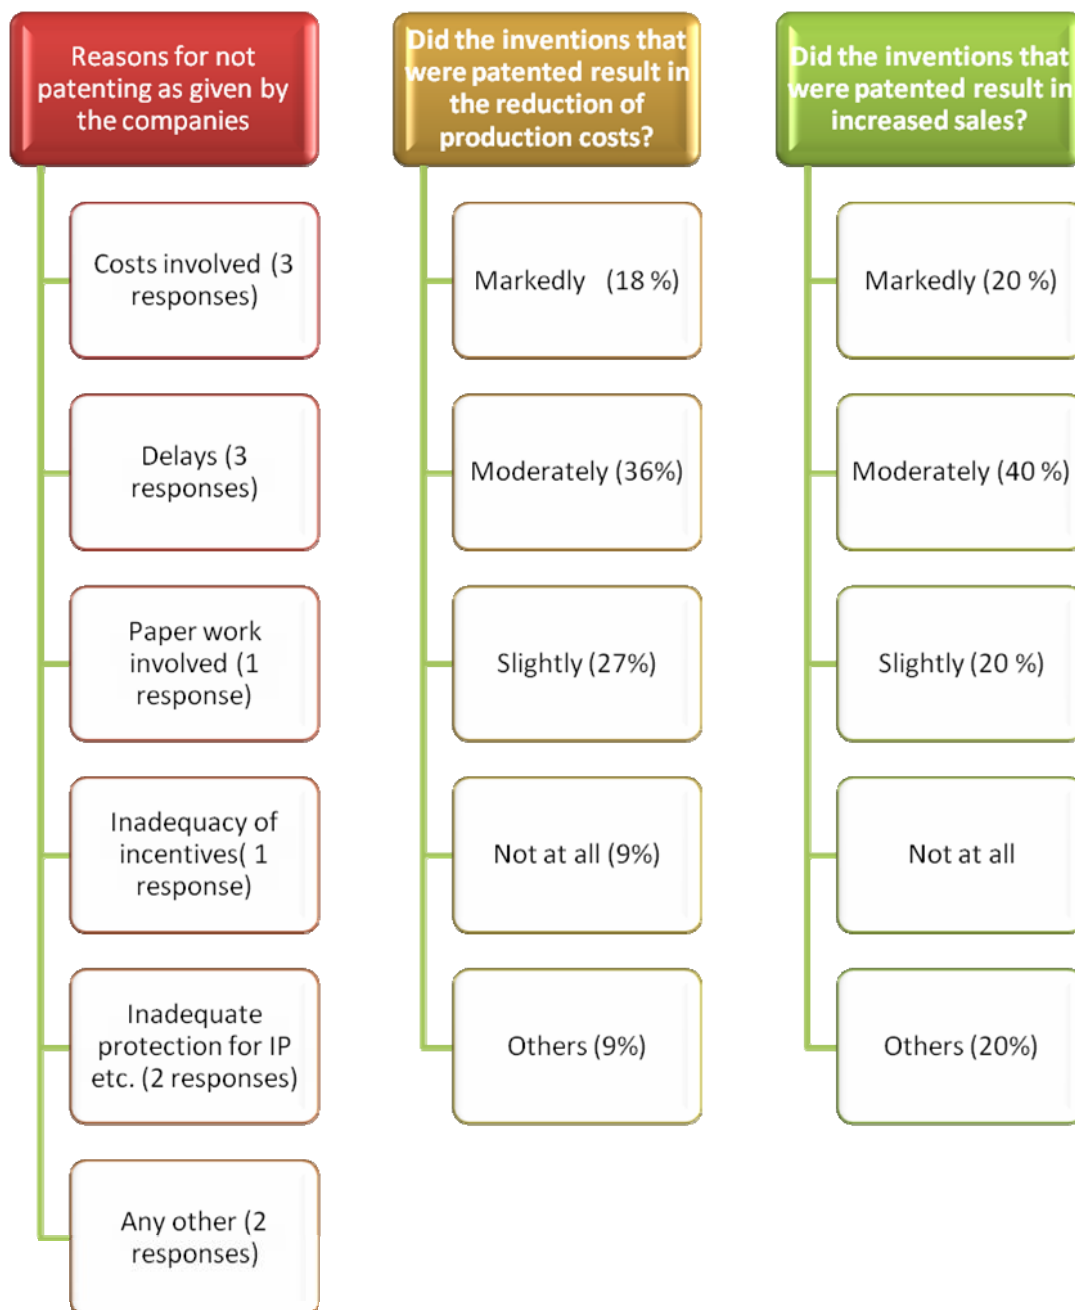 Reasons for not
patenting as given by
the companies
Costs involved (3
responses)
Delays (3
responses)
Paper work
involved (1
response)
Inadequacy of
incentives( 1
response)
Inadequate
protection for IP
etc. (2 responses)
Any other (2
responses)
Did the inventions that
were patented result in
the reduction of
production costs?
Markedly (18 %)
Moderately (36%)
Slightly (27%)
Not at all (9%)
Others (9%)
Did the inventions that
were patented result in
increased sales?
Markedly (20 %)
Moderately (40 %)
Slightly (20 %)
Not at all
Others (20%)